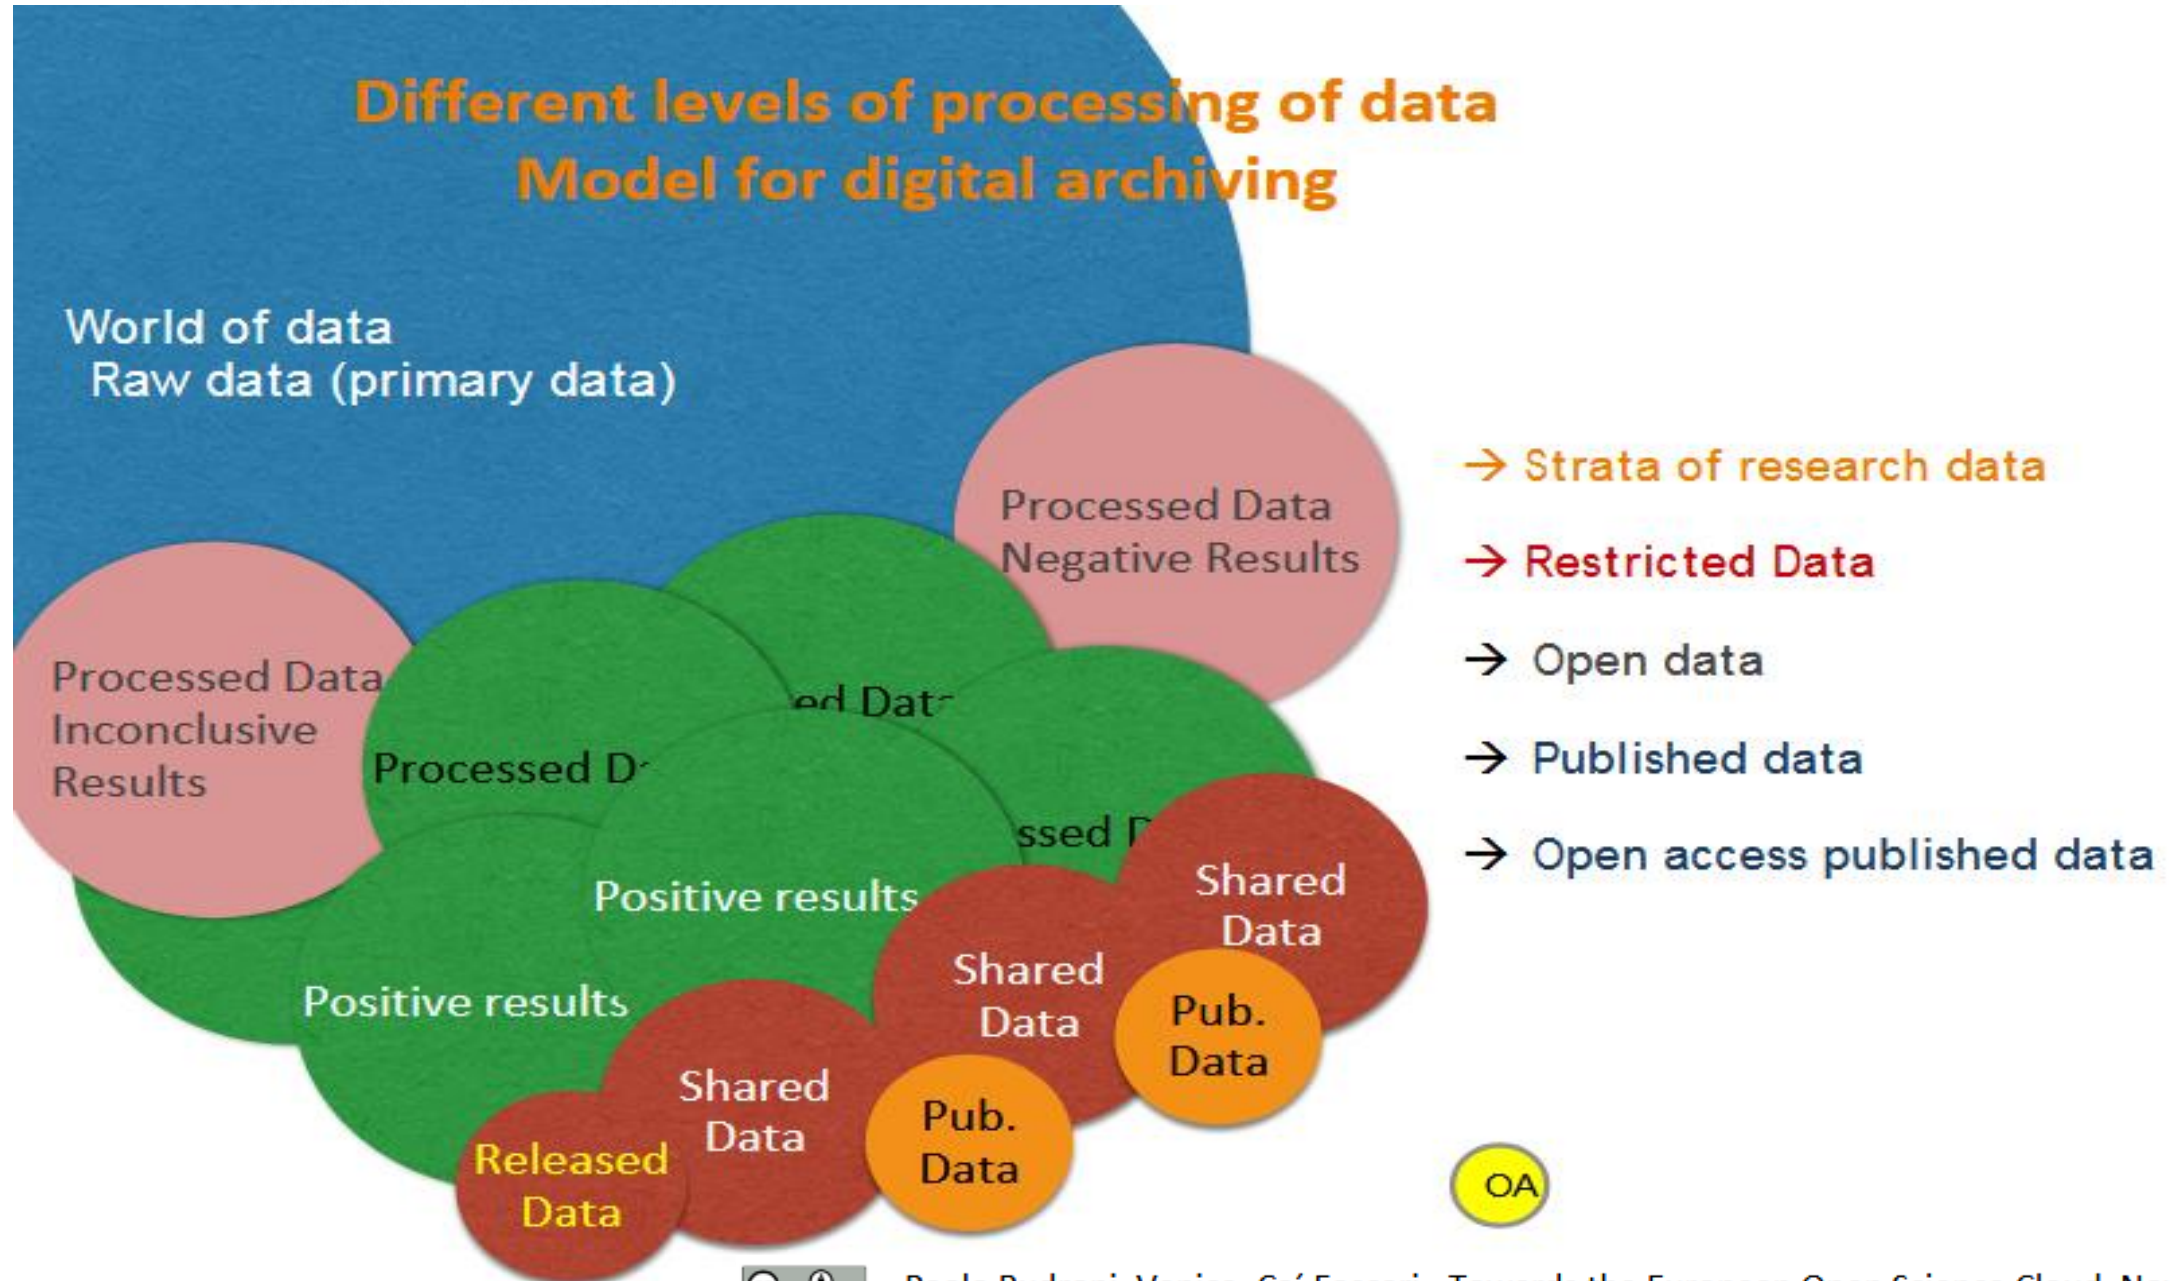 Different levels of processing of data
Model for digital archiving
World of data
Raw data (primary data)
Processed Data
Negative Results
→ Strata of research data
→ Restricted Data
→ Open data
→ Published data
→ Open access published data
Processed Data
Inconclusive
Results
ed Dat
Processed D
ssed
Positive results
Positive results
Shared
Data
Shared
Data
Shared
Data
Pub.
Data
Pub.
Data
Released
Data
OA